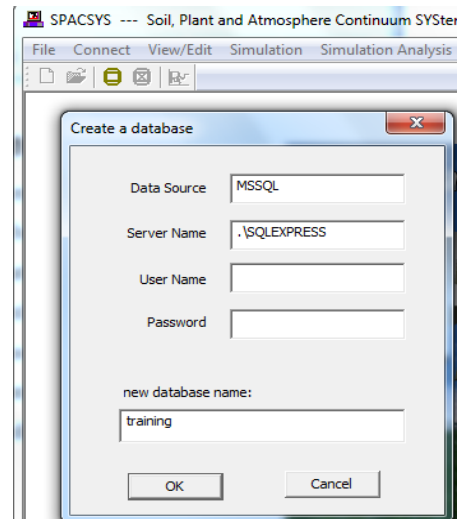 SPACSYS --- Soil, Plant and Atmosphere Continuum SYSter
File Connect View/Edit Simulation Simulation Analysis
Create a database
Data Source MSSQL
Server Name .\SQLEXPRESS
User Name
Password
new database name:
training
OK Cancel